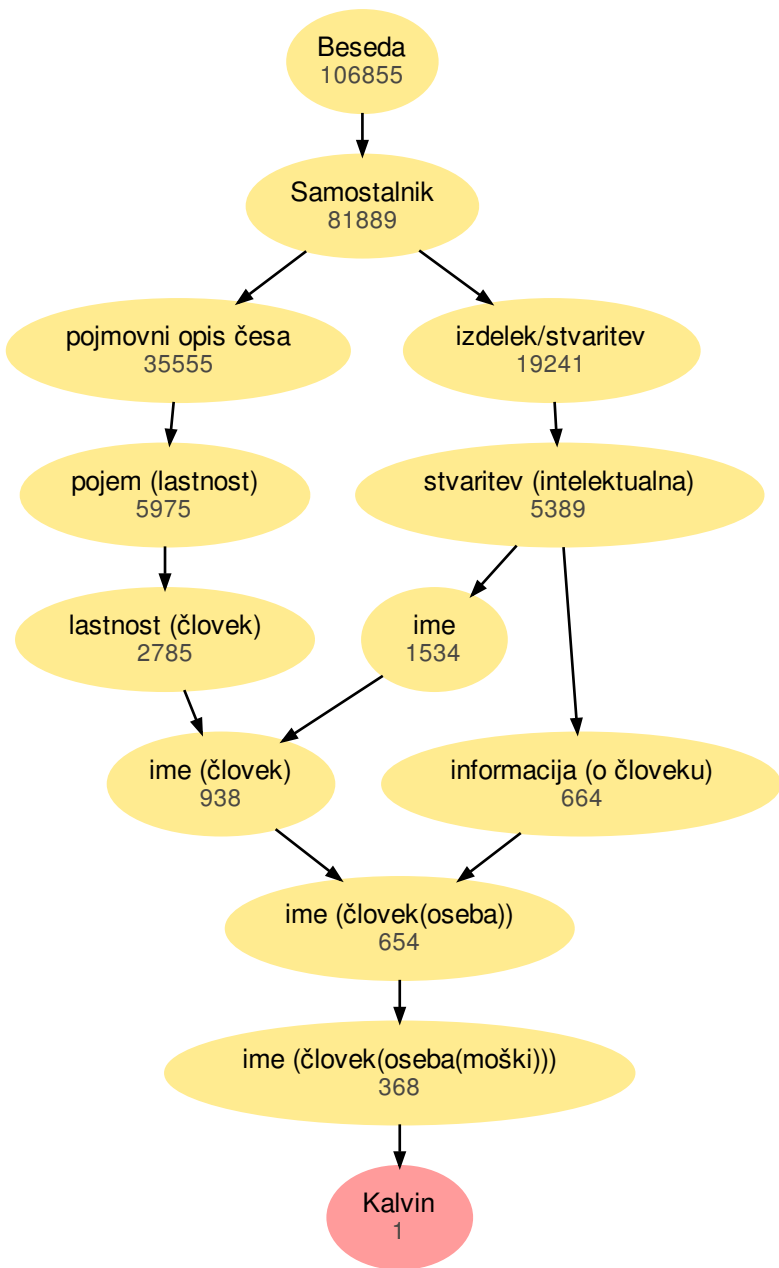 Beseda
106855
Samostalnik
81889
pojmovni opis česa
35555
izdelek/stvaritev
19241
pojem (lastnost)
5975
stvaritev (intelektualna)
5389
lastnost (človek)
2785
ime
1534
ime (človek)
938
informacija (o človeku)
664
ime (človek(oseba))
654
ime (človek(oseba(moški)))
368
Kalvin
1